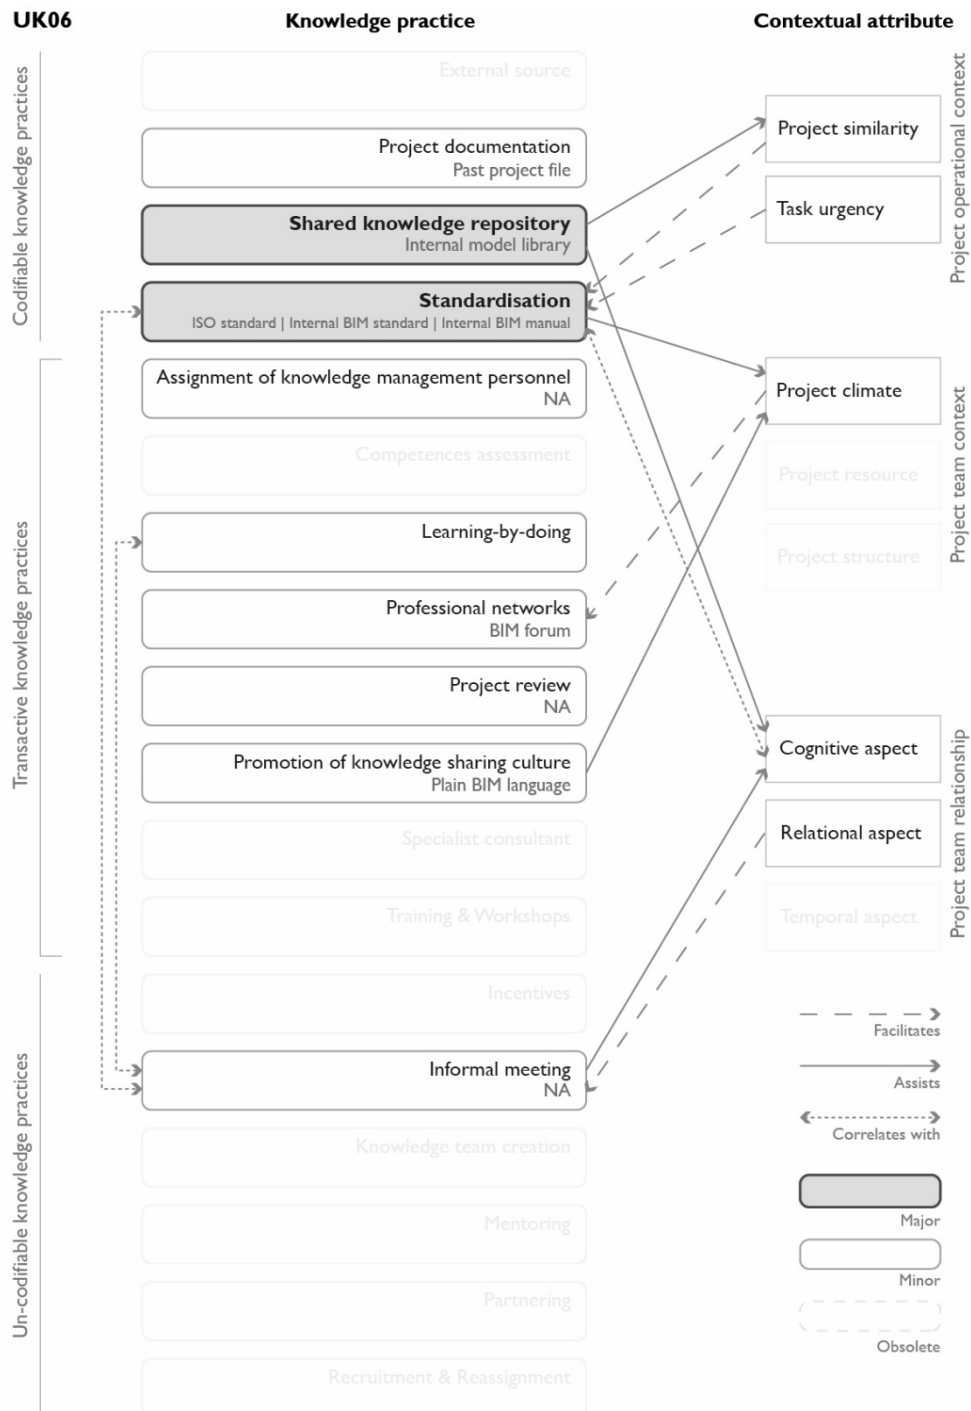 UK06
Knowledge practice
Contextual attribute
Codifiable knowledge practices
External source
Project documentation
Past project file
Shared knowledge repository
Internal model library
Standardisation
ISO standard | Internal BIM standard | Internal BIM manual
Transactive knowledge practices
Assignment of knowledge management personnel
NA
Competences assessment
Learning-by-doing
Professional networks
BIM forum
Project review
NA
Promotion of knowledge sharing culture
Plain BIM language
Specialist consultant
Training & Workshops
Un-codifiable knowledge practices
Incentives
Informal meeting
NA
Knowledge team creation
Mentoring
Partnering
Recruitment & Reassignment
Project operational context
Project similarity
Task urgency
Project team context
Project climate
Project resource
Project structure
Project team relationship
Cognitive aspect
Relational aspect
Temporal aspect
Facilitates
Assists
Correlates with
Major
Minor
Obsolete